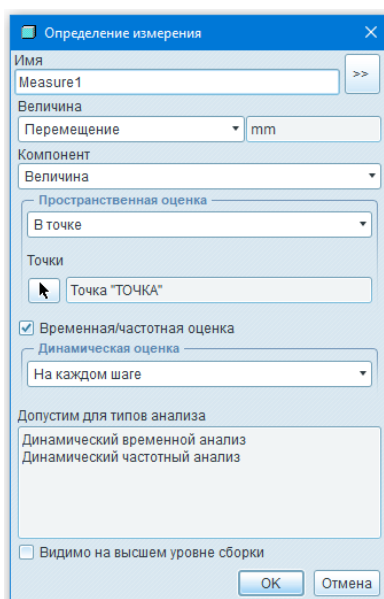 Определение измерения
Имя
Measure1
>>
Величина
Перемещение
mm
Компонент
Величина
Пространственная оценка
В точке
Точки
Точка "ТОЧКА"
Временная/частотная оценка
Динамическая оценка
На каждом шаге
Допустим для типов анализа
Динамический временной анализ
Динамический частотный анализ
Видимо на высшем уровне сборки
OK
Отмена